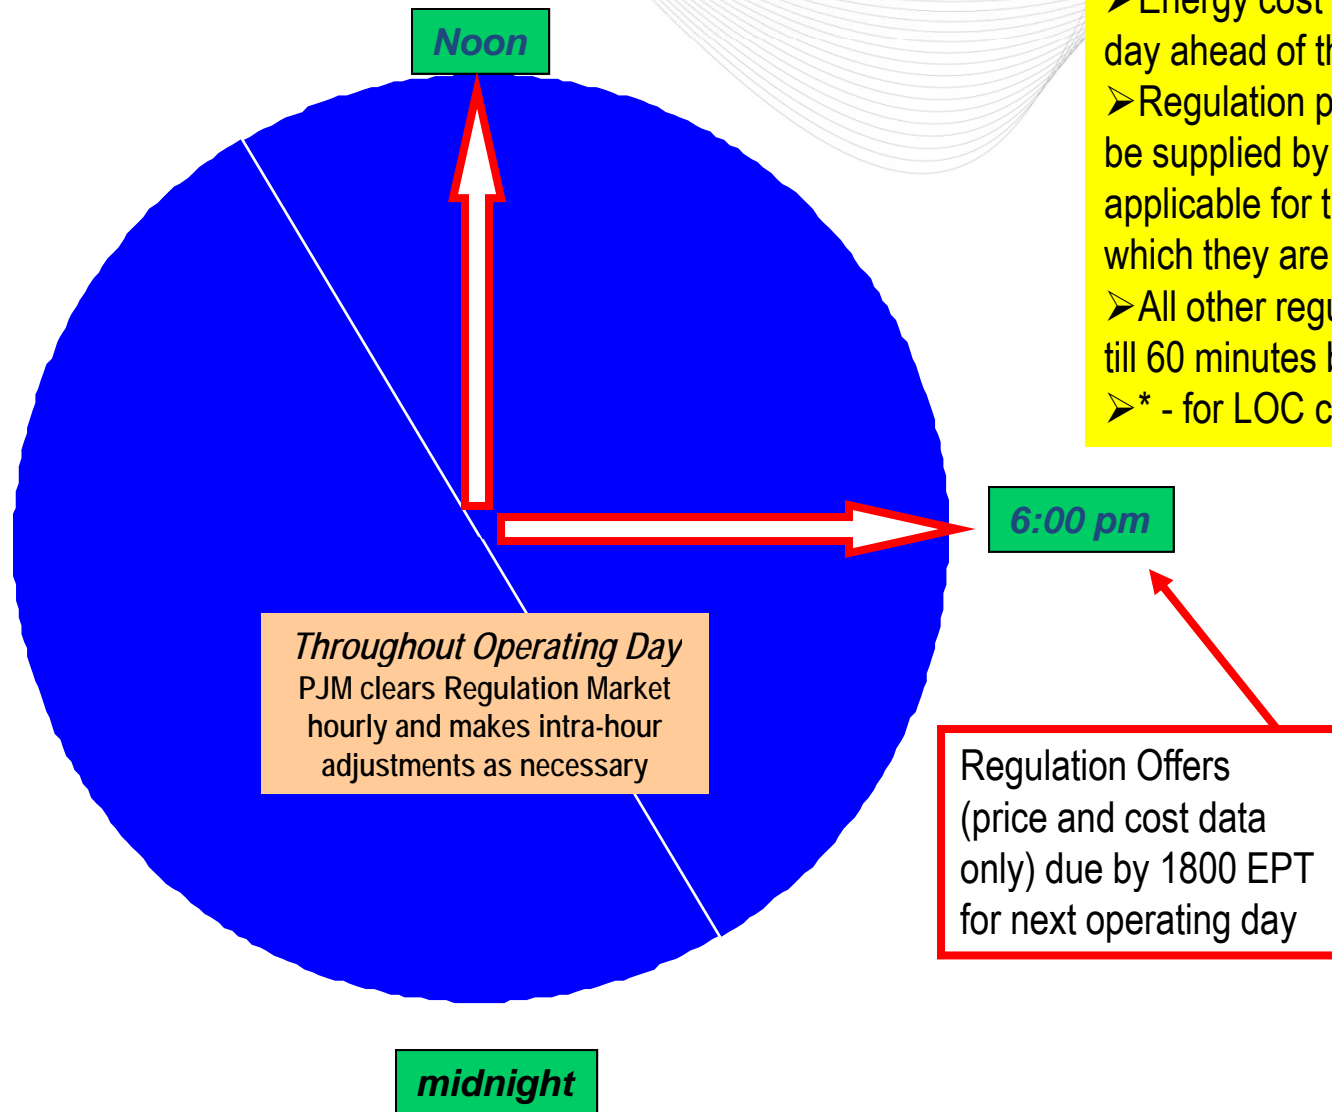 Noon
➢Energy cost
day ahead of th
➢Regulation p
be supplied by
applicable for t
which they are
➢All other regu
till 60 minutes b
➢* - for LOC c
6:00 pm
Throughout Operating Day
PJM clears Regulation Market
hourly and makes intra-hour
adjustments as necessary
Regulation Offers
(price and cost data
only) due by 1800 EPT
for next operating day
midnight